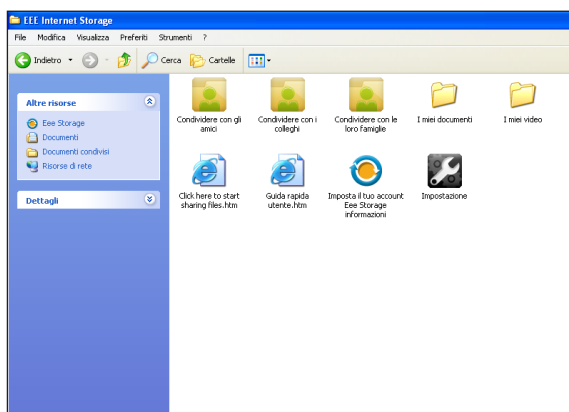 EEE Internet Storage
File Modifica Visualizza Preferiti Strumenti ?
Indietro Cerca Cartelle
Altre risorse
Eee Storage
Documenti
Documenti condivisi
Risorse di rete
Dettagli
Condividere con gli
amici
Condividere con i
colleghi
Condividere con le
loro famiglie
I miei documenti
I miei video
Click here to start
sharing files.htm
Guida rapida
utente.htm
Imposta il tuo account
Eee Storage
informazioni
Impostazione